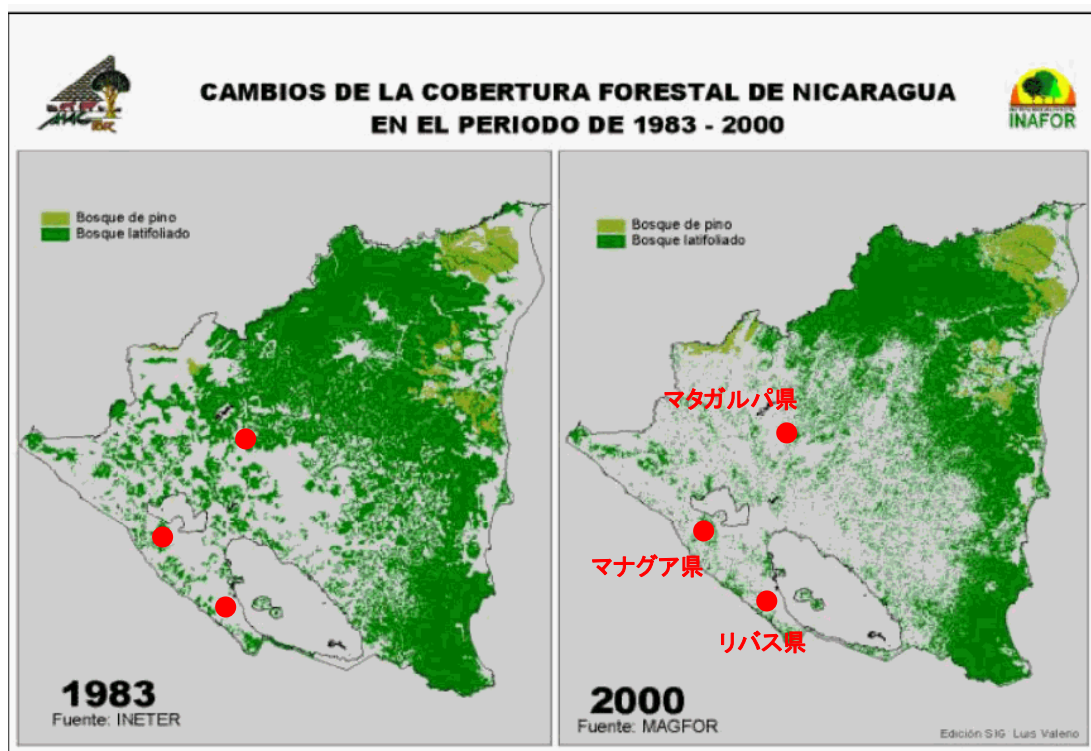 CAMBIOS DE LA COBERTURA FORESTAL DE NICARAGUA
EN EL PERIODO DE 1983 - 2000
INAFOR
Bosque de pino
Bosque latifoliado
1983
Fuente: INETER
Bosque de pino
Bosque latifoliado
マタガルパ県
マナグア県
リバス県
2000
Fuente: MAGFOR
Edición SIG Luis Valerio